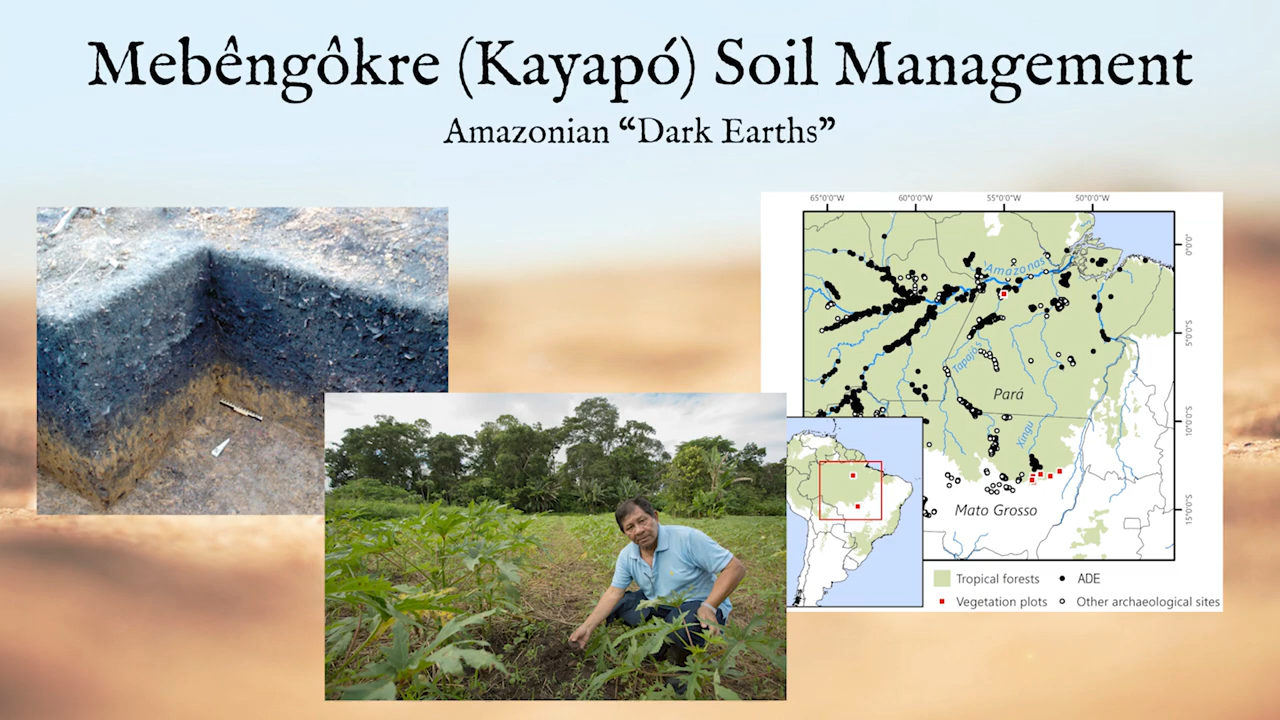 Mebêngôkre (Kayapó) Soil Management
Amazonian “Dark Earths”
65°0'0"W 60°0'0"W 55°0'0"W 50°0'0"W
0°0'0"
Amazonas
5°0'0"S
Tapajós
Pará
10°0'0"S
Xingu
Mato Grosso
15°0'0"S
Tropical forests
ADE
Vegetation plots
Other archaeological sites